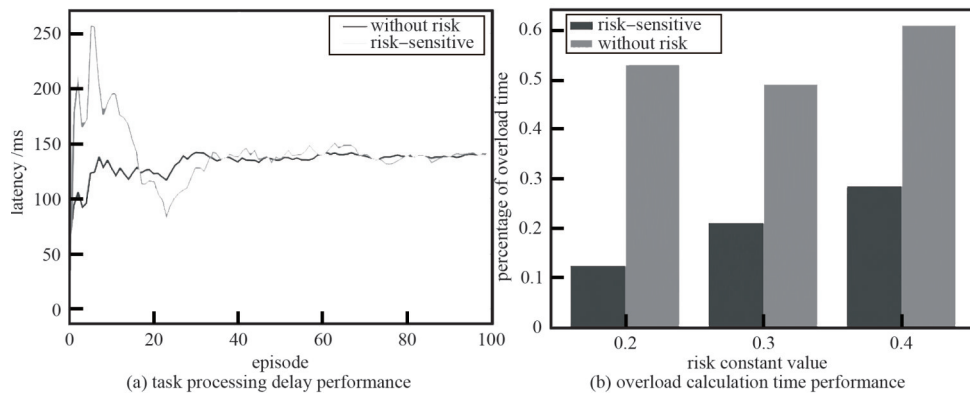 250
200
150
100
50
0
latency /ms
without risk
risk−sensitive
0
20
40
60
80
100
episode
(a) task processing delay performance
0.6
0.5
0.4
0.3
0.2
0.1
0
percentage of overload time
risk−sensitive
without risk
0.2
0.3
0.4
risk constant value
(b) overload calculation time performance